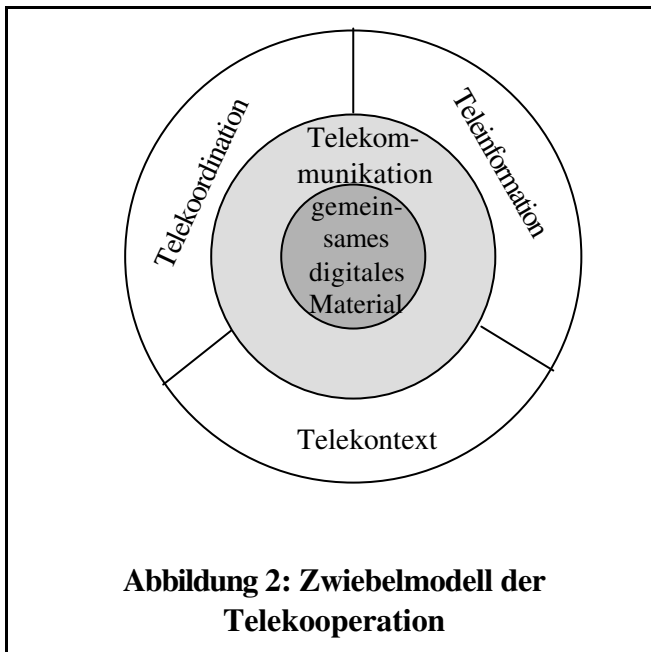 Telekoordination
Teleinformation
Telekom-
munikation
gemein-
sames
digitales
Material
Telekontext
Abbildung 2: Zwiebelmodell der
Telekooperation